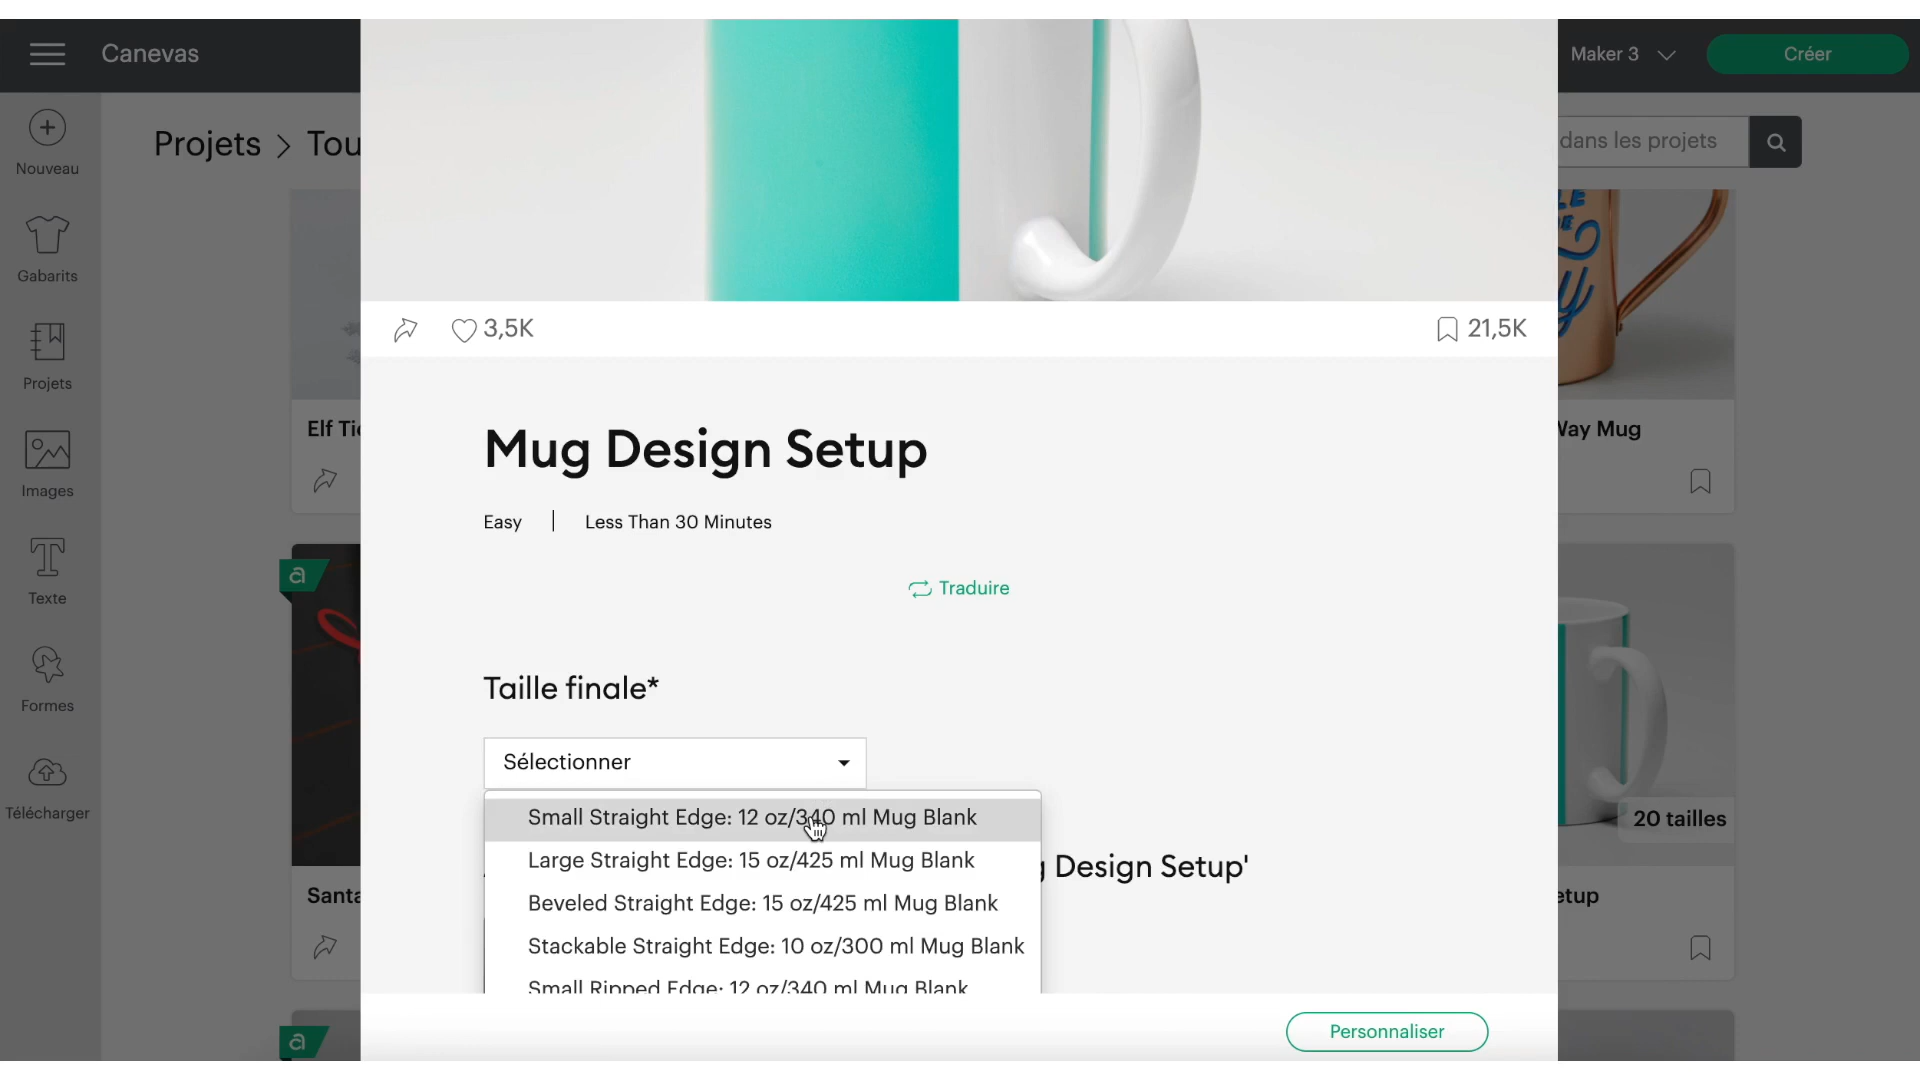 Canevas
Maker 3
Créer
Nouveau
Gabarits
Projets
Images
Texte
Formes
Télécharger
Projets > Tou
dans les projets
3,5K
21,5K
Mug Design Setup
Easy | Less Than 30 Minutes
Traduire
Taille finale*
Sélectionner
Small Straight Edge: 12 oz/340 ml Mug Blank
Large Straight Edge: 15 oz/425 ml Mug Blank
Beveled Straight Edge: 15 oz/425 ml Mug Blank
Stackable Straight Edge: 10 oz/300 ml Mug Blank
Small Ripped Edge: 12 oz/340 ml Mug Blank
g Design Setup'
Personnaliser
Elf Ti
Way Mug
Santa
20 tailles
etup